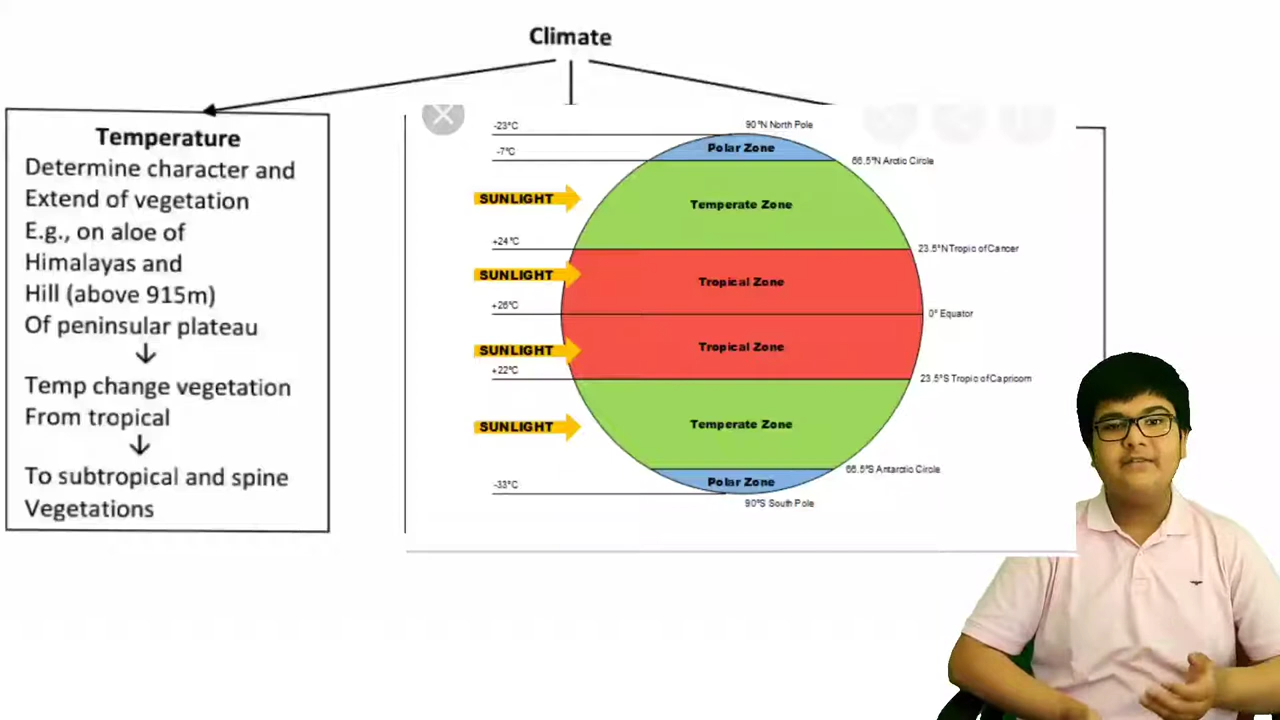 Climate
Temperature
Determine character and
Extend of vegetation
E.g., on aloe of
Himalayas and
Hill (above 915m)
Of peninsular plateau
Temp change vegetation
From tropical
To subtropical and spine
Vegetations
-23°C
90°N North Pole
Polar Zone
-7°C
66.5°N Arctic Circle
SUNLIGHT
Temperate Zone
+24°C
23.5°N Tropic of Cancer
SUNLIGHT
Tropical Zone
+26°C
0° Equator
SUNLIGHT
Tropical Zone
+22°C
23.5°S Tropic of Capricorn
SUNLIGHT
Temperate Zone
66.5°S Antarctic Circle
Polar Zone
-33°C
90°S South Pole